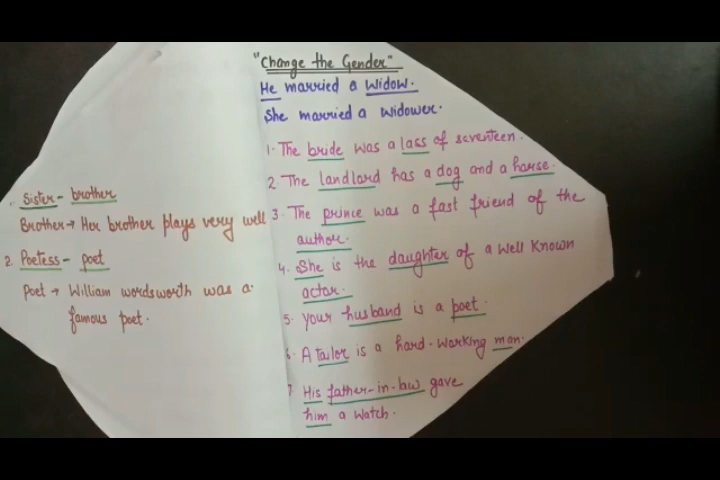 Sister - brother
Brother → Her brother plays very well
2. Poetess - poet
Poet → William wordsworth was a
famous poet.
"Change the Gender"
He married a widow.
She married a widower.
1. The bride was a lass of seventeen.
2. The landlord has a dog and a horse.
3. The prince was a fast friend of the
author.
4. She is the daughter of a well known
actor.
5. Your husband is a poet.
6. A tailor is a hard-working man.
7. His father-in-law gave
him a watch.